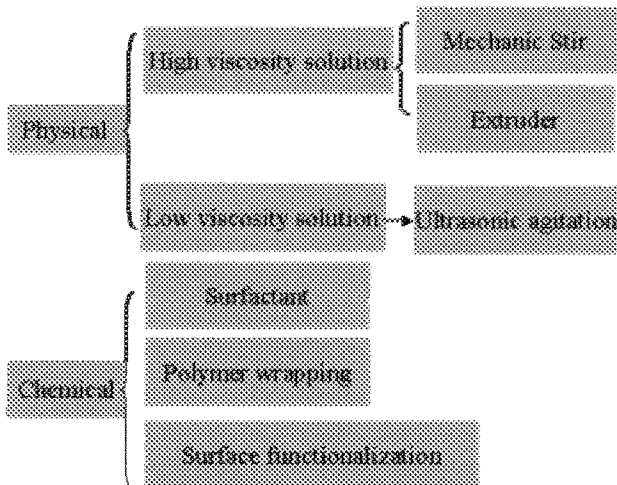 Mechanic Stir
High viscosity solution
Extruder
Physical
Low viscosity solution
Ultrasonic agitation
Surfactant
Polymer wrapping
Chemical
Surface functionalization